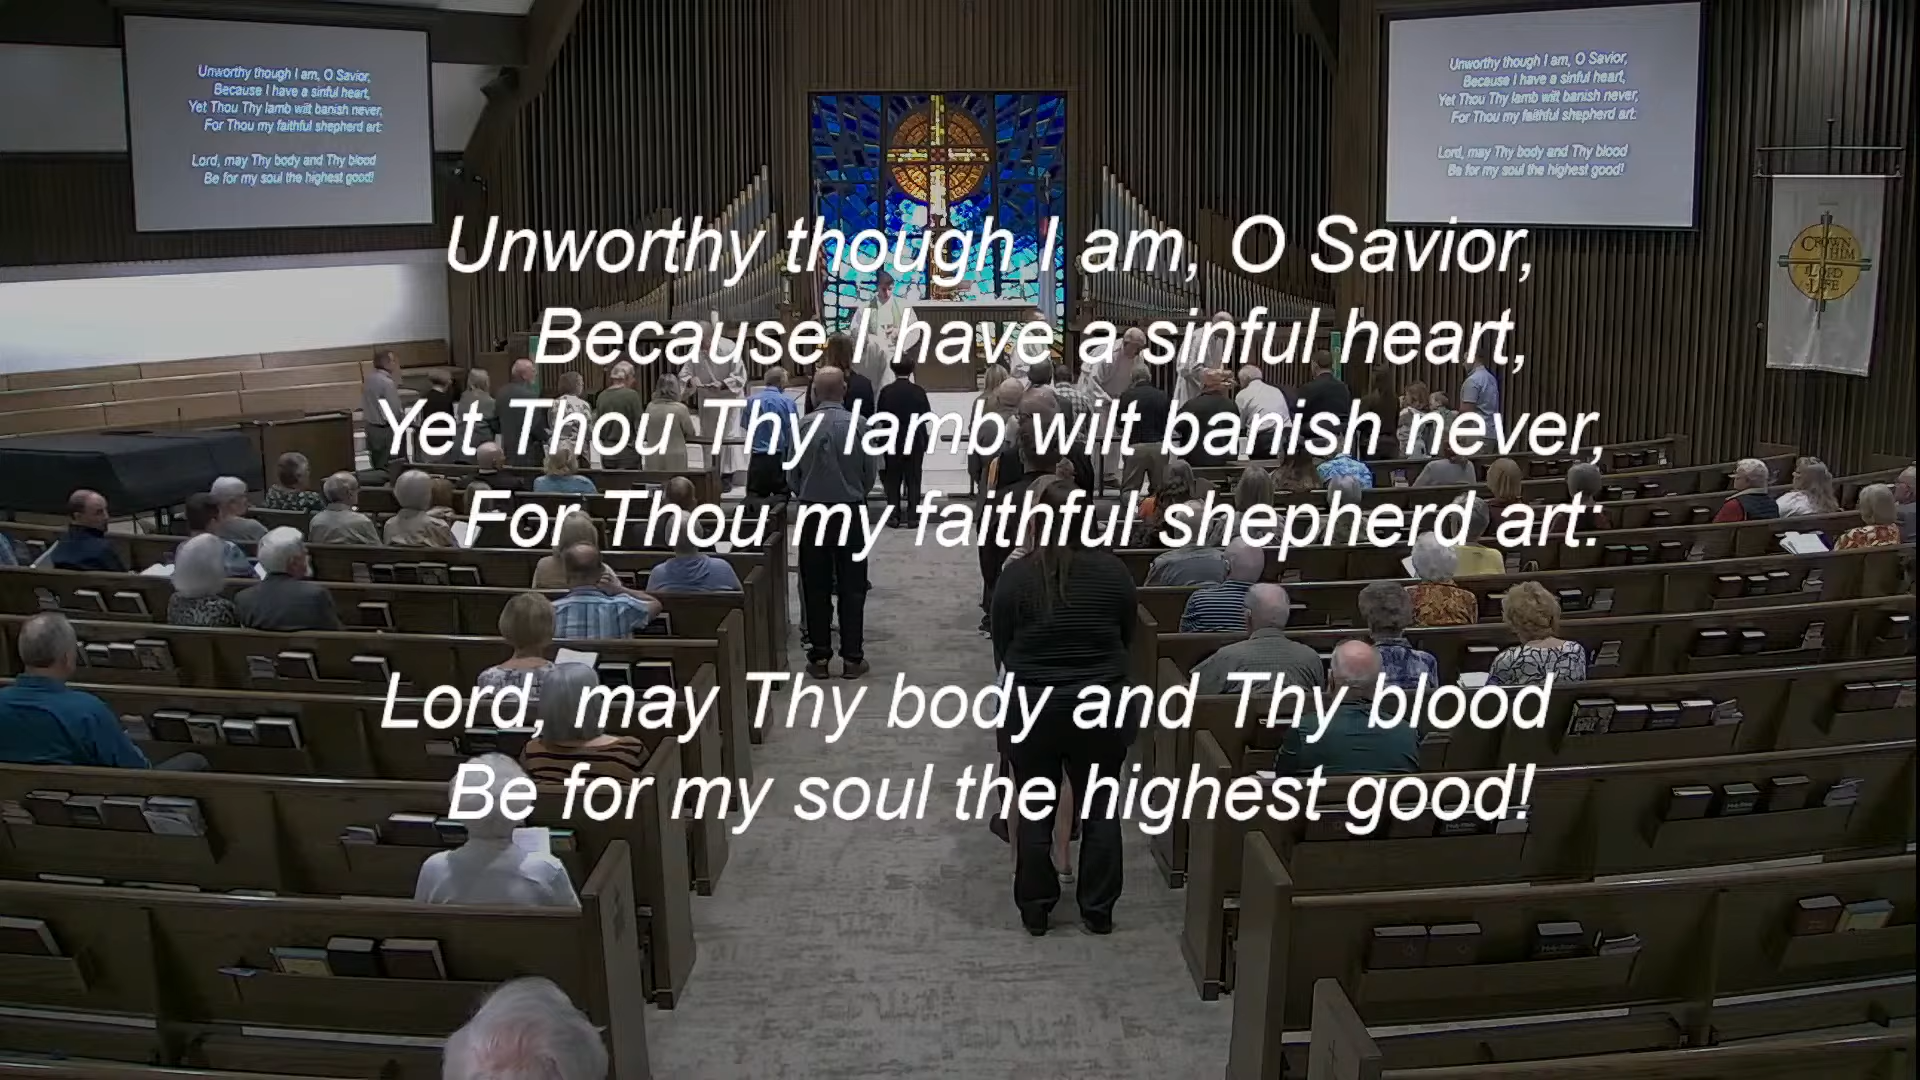 Unworthy though I am, O Savior,
Because I have a sinful heart,
Yet Thou Thy lamb wilt banish never,
For Thou my faithful shepherd art:
Lord, may Thy body and Thy blood
Be for my soul the highest good!
Unworthy though I am, O Savior,
Because I have a sinful heart,
Yet Thou Thy lamb wilt banish never,
For Thou my faithful shepherd art:
Lord, may Thy body and Thy blood
Be for my soul the highest good!
CROWN
HIM
LORD
of
LIFE
Unworthy though I am, O Savior,
Because I have a sinful heart,
Yet Thou Thy lamb wilt banish never,
For Thou my faithful shepherd art:
Lord, may Thy body and Thy blood
Be for my soul the highest good!
Holy Bible